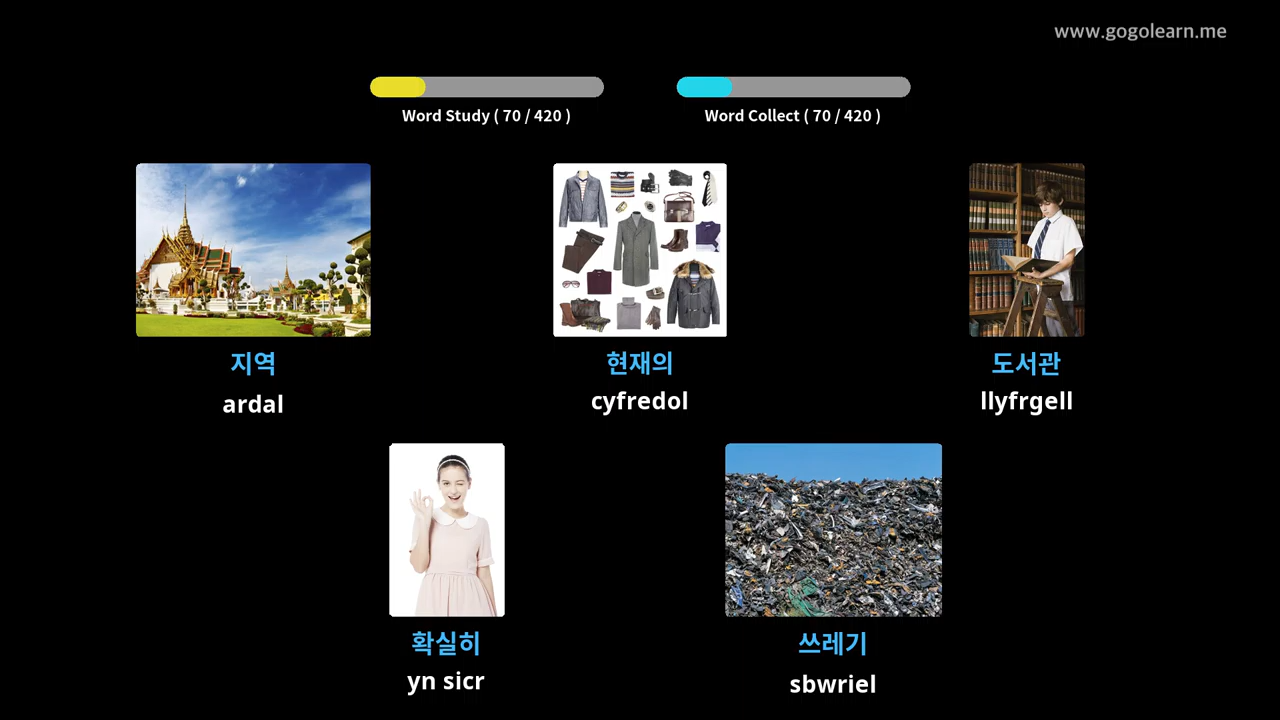 www.gogolearn.me
Word Study ( 70 / 420 )
Word Collect ( 70 / 420 )
지역
ardal
현재의
cyfredol
도서관
llyfrgell
확실히
yn sicr
쓰레기
sbwriel